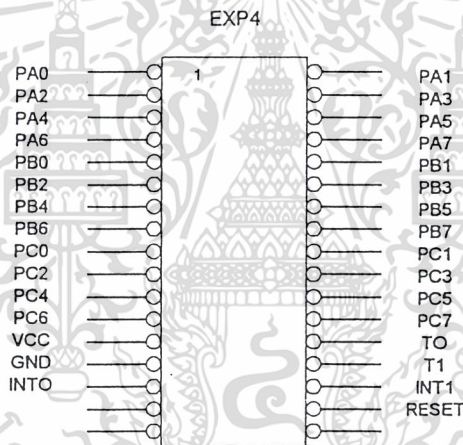 EXP4
1
PA0 PA1
PA2 PA3
PA4 PA5
PA6 PA7
PB0 PB1
PB2 PB3
PB4 PB5
PB6 PB7
PC0 PC1
PC2 PC3
PC4 PC5
PC6 PC7
VCC TO
GND T1
INTO INT1
RESET